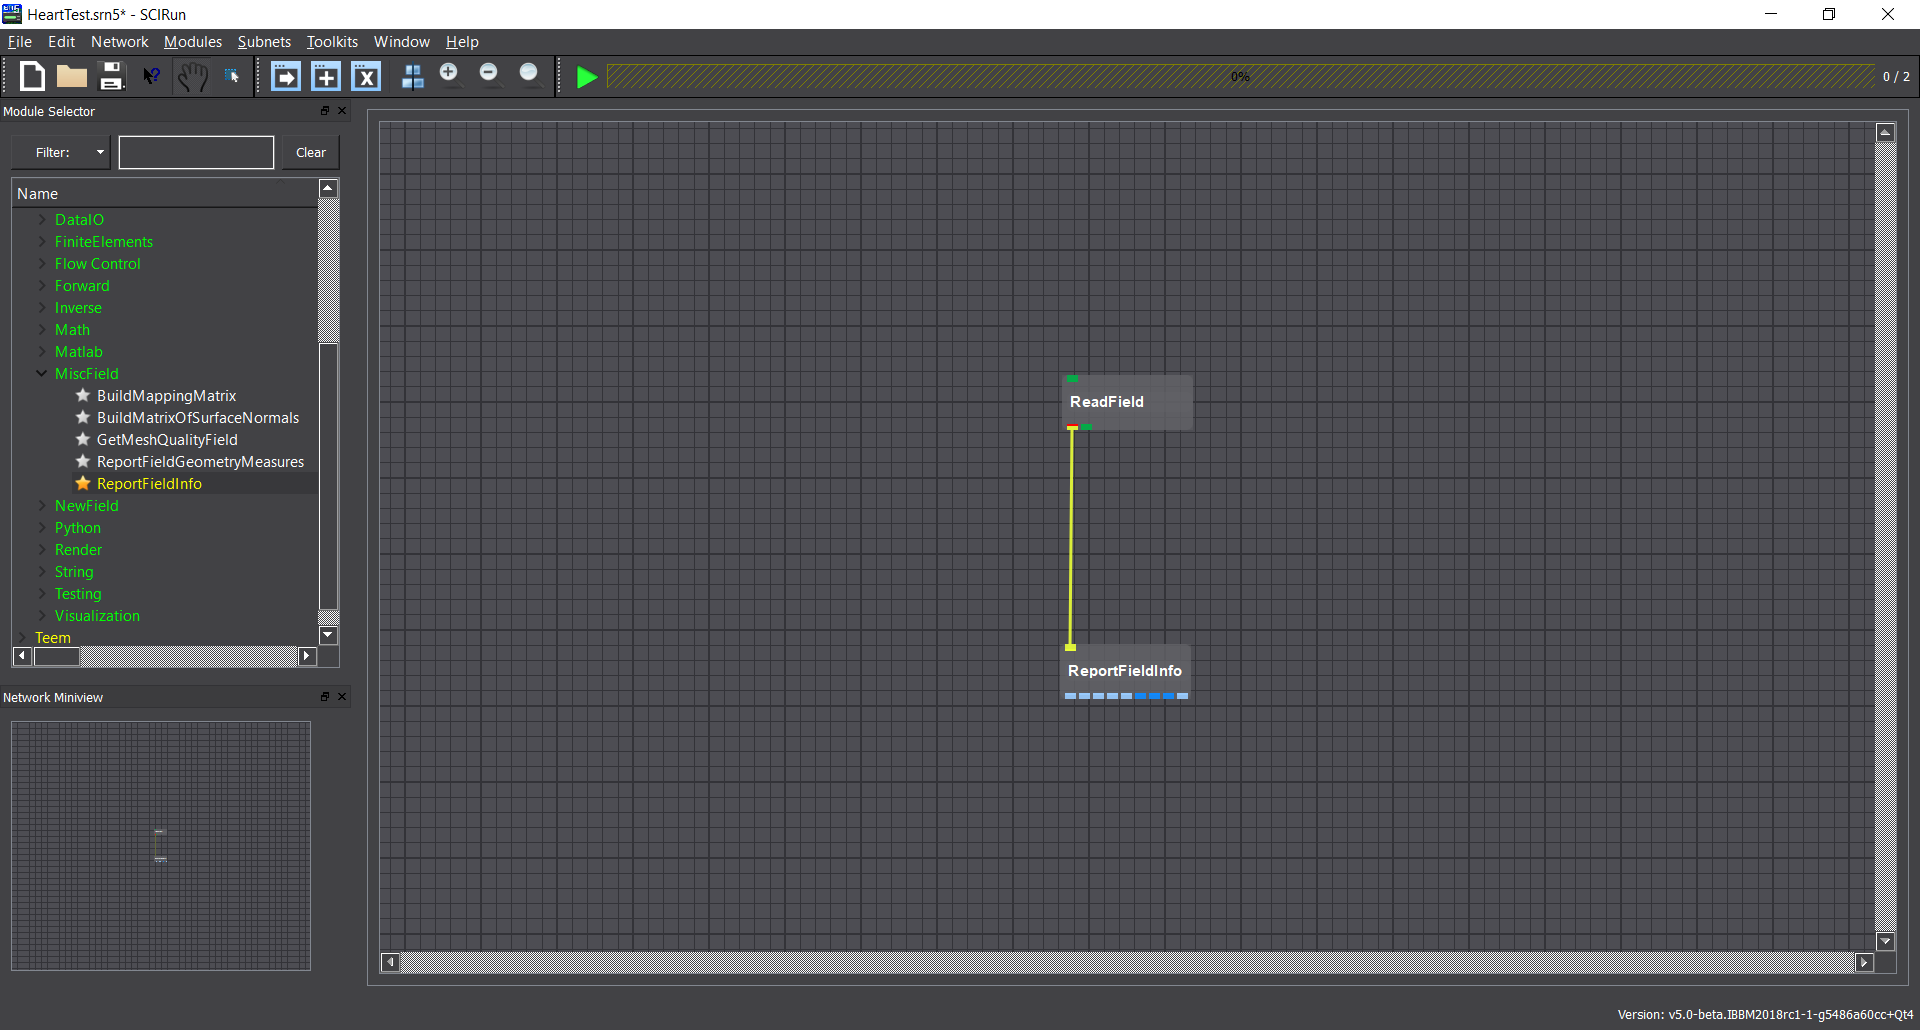 HeartTest.srn5* - SCIRun
File Edit Network Modules Subnets Toolkits Window Help
0%
0 / 2
Module Selector
Filter:
Clear
Name
DataIO
FiniteElements
Flow Control
Forward
Inverse
Math
Matlab
MiscField
BuildMappingMatrix
BuildMatrixOfSurfaceNormals
GetMeshQualityField
ReportFieldGeometryMeasures
ReportFieldInfo
NewField
Python
Render
String
Testing
Visualization
Teem
Network Miniview
ReadField
ReportFieldInfo
Version: v5.0-beta.IBBM2018rc1-1-g5486a60cc+Qt4